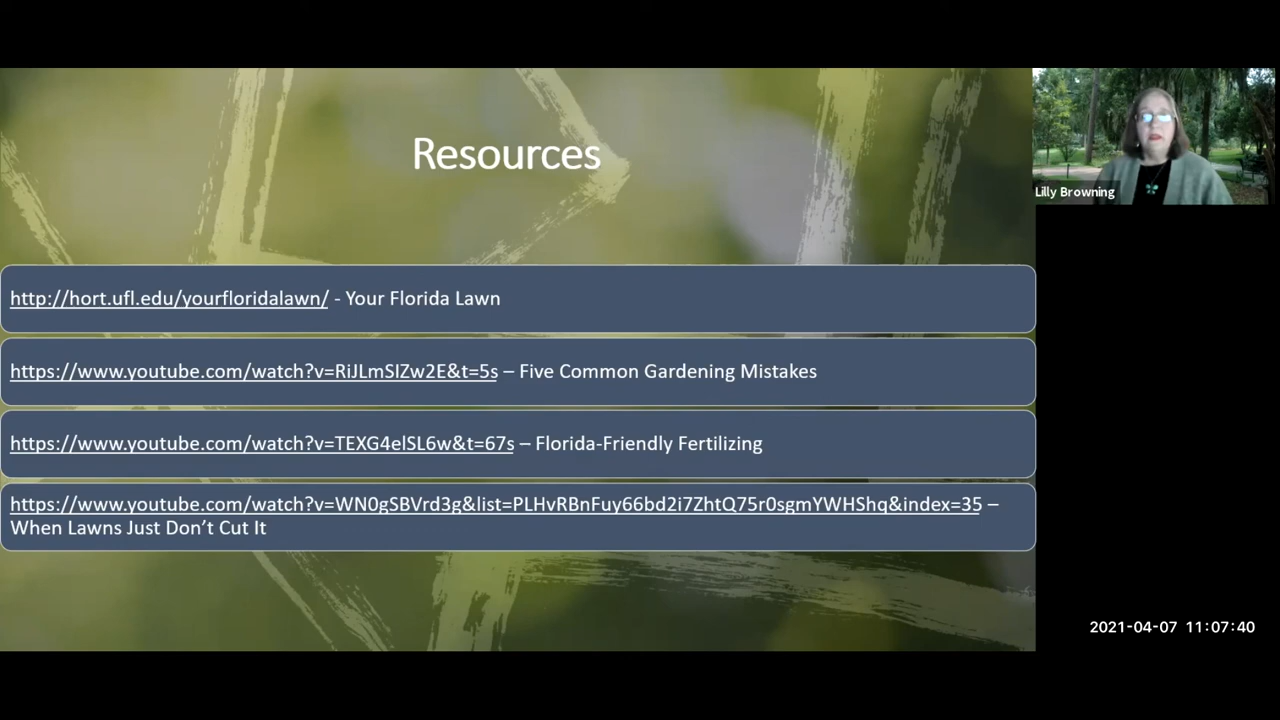 Resources
Lilly Browning
http://hort.ufl.edu/yourfloridalawn/ - Your Florida Lawn
https://www.youtube.com/watch?v=RiJLmSIZw2E&t=5s – Five Common Gardening Mistakes
https://www.youtube.com/watch?v=TEXG4elSL6w&t=67s – Florida-Friendly Fertilizing
https://www.youtube.com/watch?v=WN0gSBVrd3g&list=PLHvRBnFuy66bd2i7ZhtQ75r0sgmYWHShq&index=35 –
When Lawns Just Don’t Cut It
2021-04-07 11:07:40